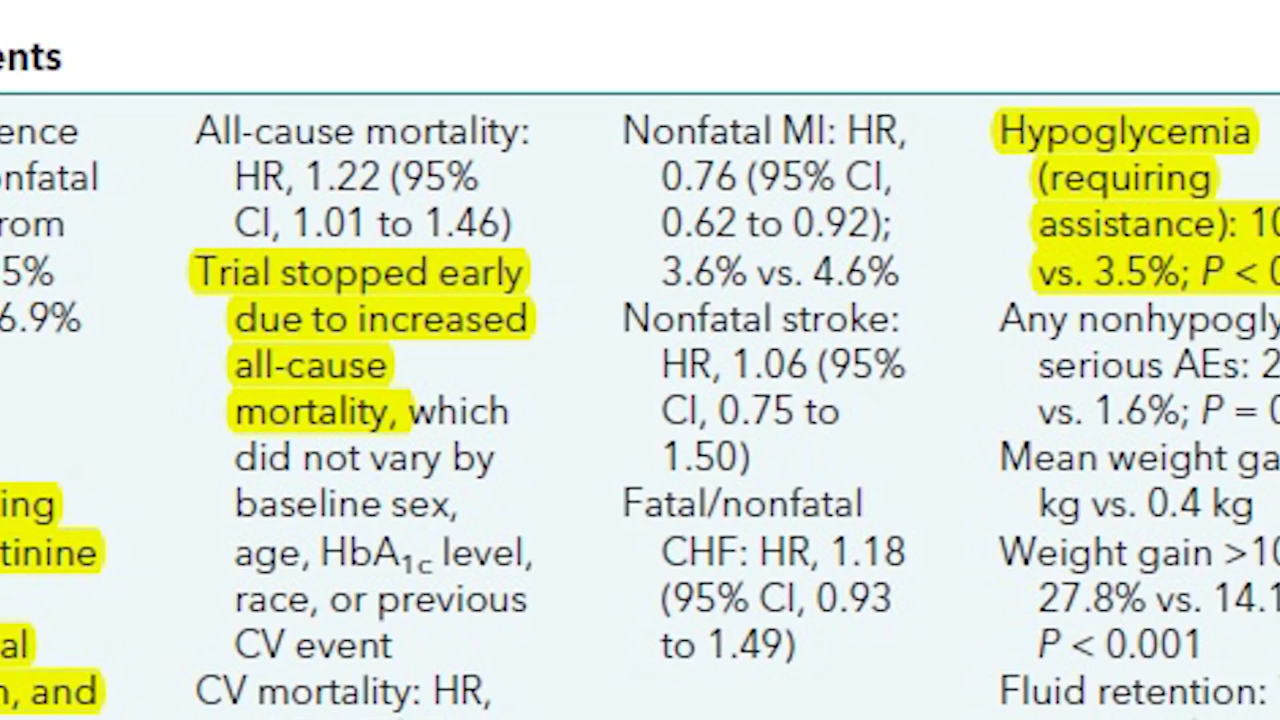 ents
ence
nfatal
rom
5%
6.9%
ing
tinine
al
n, and
All-cause mortality:
HR, 1.22 (95%
CI, 1.01 to 1.46)
Trial stopped early
due to increased
all-cause
mortality, which
did not vary by
baseline sex,
age, HbA1c level,
race, or previous
CV event
CV mortality: HR,
Nonfatal MI: HR,
0.76 (95% CI,
0.62 to 0.92);
3.6% vs. 4.6%
Nonfatal stroke:
HR, 1.06 (95%
CI, 0.75 to
1.50)
Fatal/nonfatal
CHF: HR, 1.18
(95% CI, 0.93
to 1.49)
Hypoglycemia
(requiring
assistance): 10
vs. 3.5%; P < 0
Any nonhypogly
serious AEs: 2
vs. 1.6%; P = 0
Mean weight ga
kg vs. 0.4 kg
Weight gain >10
27.8% vs. 14.1
P < 0.001
Fluid retention: